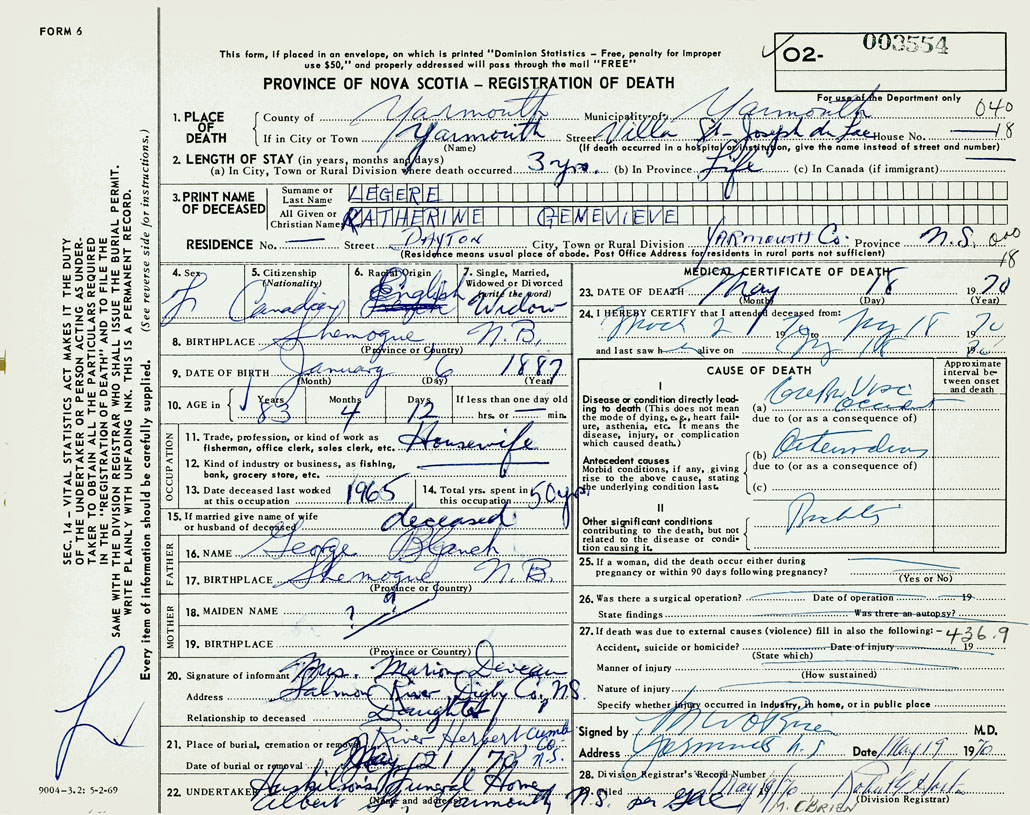 FORM 6
003554
02-
This form, if placed in an envelope, on which is printed "Dominion Statistics – Free, penalty for improper
use $50," and properly addressed will pass through the mail "FREE"
PROVINCE OF NOVA SCOTIA – REGISTRATION OF DEATH
For use of the Department only
1. PLACE OF DEATH
County of Yarmouth Municipality of Yarmouth 040
If in City or Town Yarmouth Street Villa St-Joseph du Lac House No. — 18
(Name) (If death occurred in a hospital or institution, give the name instead of street and number)
2. LENGTH OF STAY (in years, months and days)
(a) In City, Town or Rural Division where death occurred 3 yrs. (b) In Province Life (c) In Canada (if immigrant)
3. PRINT NAME OF DECEASED
Surname or Last Name LEGERE
All Given or Christian Names KATHERINE GENEVIEVE
RESIDENCE No. — Street DAYTON City, Town or Rural Division YARMOUTH Co. Province N.S.
(Residence means usual place of abode. Post Office Address for residents in rural parts not sufficient) 18
4. Sex F
5. Citizenship (Nationality) Canadian
6. Racial Origin English
7. Single, Married, Widowed or Divorced (write the word) Widow
8. BIRTHPLACE Shemogue N.B.
(Province or Country)
9. DATE OF BIRTH January 6 1887
(Month) (Day) (Year)
10. AGE in Years 83 Months 4 Days 12 If less than one day old
hrs. or — min.
OCCUPATION
11. Trade, profession, or kind of work as
fisherman, office clerk, sales clerk, etc. Housewife
12. Kind of industry or business, as fishing,
bank, grocery store, etc.
13. Date deceased last worked
at this occupation 1965
14. Total yrs. spent in
this occupation 50 yrs.
15. If married give name of wife
or husband of deceased deceased
FATHER
16. NAME George
17. BIRTHPLACE Shemogue N.B.
(Province or Country)
MOTHER
18. MAIDEN NAME ? ?
19. BIRTHPLACE
(Province or Country)
20. Signature of informant Mrs. Marion Deveau
Address Salmon River, Digby Co., N.S.
Relationship to deceased Daughter
21. Place of burial, cremation or removal River Herbert Cumb. Co. N.S.
Date of burial or removal May 21/70
22. UNDERTAKER Huskilson's Funeral Home
(Name and address) Albert St. Yarmouth N.S. per
MEDICAL CERTIFICATE OF DEATH
23. DATE OF DEATH May 18 1970
(Month) (Day) (Year)
24. I HEREBY CERTIFY that I attended deceased from:
March 2 1970 to My 18 1970
and last saw h alive on My 18 1970
CAUSE OF DEATH
Approximate interval between onset and death
I
Disease or condition directly leading to death (This does not mean the mode of dying, e.g., heart failure, asthenia, etc. It means the disease, injury, or complication which caused death.)
(a)
due to (or as a consequence of)
Antecedent causes
Morbid conditions, if any, giving rise to the above cause, stating the underlying condition last.
(b)
due to (or as a consequence of)
(c)
II
Other significant conditions
Contributing to the death, but not related to the disease or condition causing it.
25. If a woman, did the death occur either during
pregnancy or within 90 days following pregnancy?
(Yes or No)
26. Was there a surgical operation? Date of operation 19
State findings Was there an autopsy?
27. If death was due to external causes (violence) fill in also the following: – 436.9
Accident, suicide or homicide? Date of injury 19
(State which)
Manner of injury
(How sustained)
Nature of injury
Specify whether injury occurred in Industry, in home, or in public place
Signed by M.D.
Address Yarmouth N.S. Date May 19 1970
28. Division Registrar's Record Number
29. Filed May 19/70
(Division Registrar)
M. O'BRIEN
SEC. 14 – VITAL STATISTICS ACT MAKES IT THE DUTY
OF THE UNDERTAKER OR PERSON ACTING AS UNDER-
TAKER TO OBTAIN ALL THE PARTICULARS REQUIRED
IN THE "REGISTRATION OF DEATH" AND TO FILE THE
SAME WITH THE DIVISION REGISTRAR WHO SHALL ISSUE THE BURIAL PERMIT.
WRITE PLAINLY WITH UNFADING INK. THIS IS A PERMANENT RECORD.
Every item of information should be carefully supplied. (See reverse side for instructions.)
9004-3.2: 5-2-69